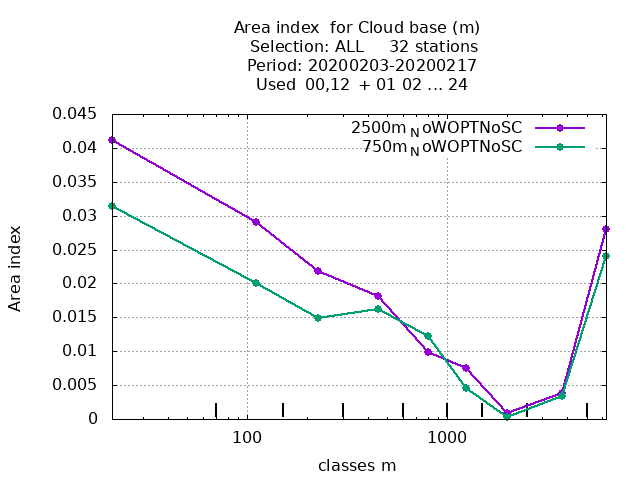 Area index  for Cloud base (m)
Selection: ALL     32 stations
Period: 20200203-20200217
Used  00,12  + 01 02 ... 24
2500m_NoWOPTNoSC
750m_NoWOPTNoSC
0.045
0.04
0.035
0.03
0.025
0.02
0.015
0.01
0.005
0
Area index
100 1000
classes m